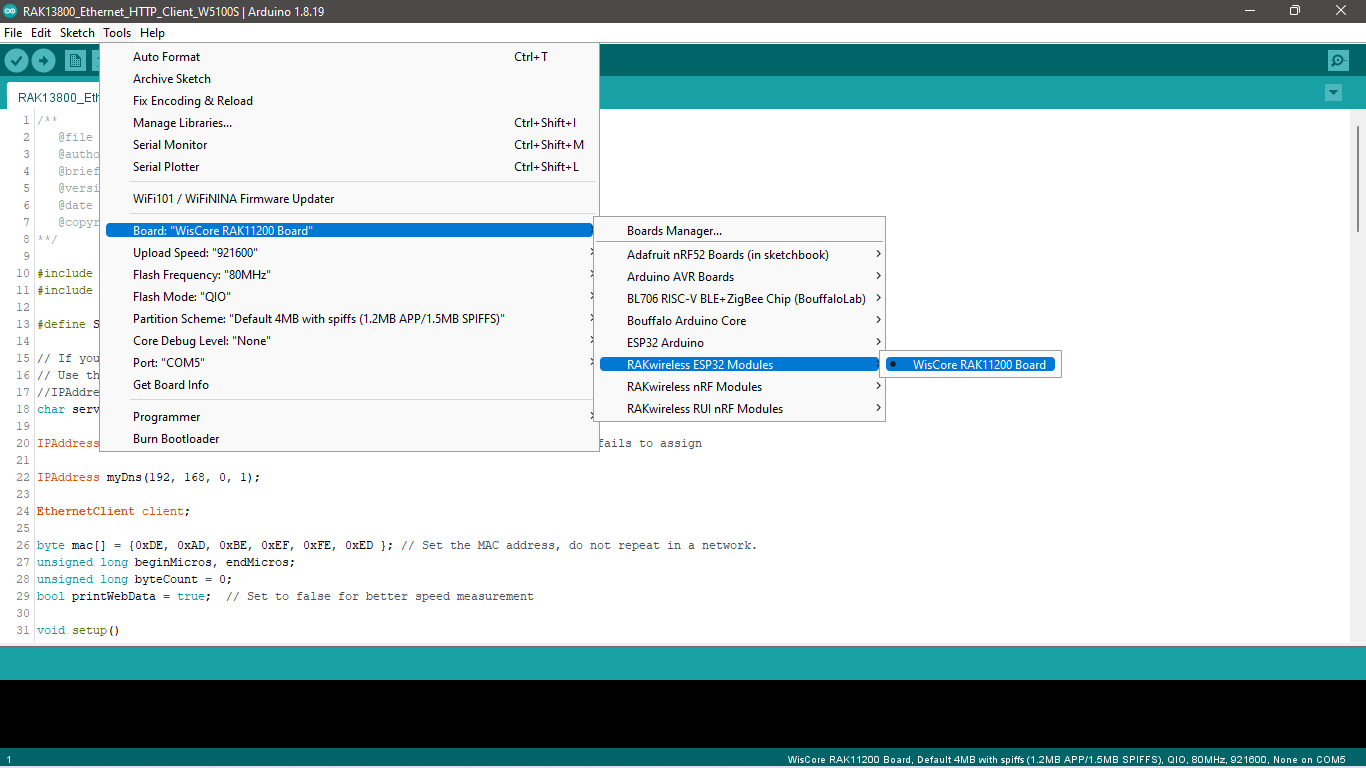 RAK13800_Ethernet_HTTP_Client_W5100S | Arduino 1.8.19
File Edit Sketch Tools Help
Auto Format Ctrl+T
Archive Sketch
Fix Encoding & Reload
Manage Libraries... Ctrl+Shift+I
Serial Monitor Ctrl+Shift+M
Serial Plotter Ctrl+Shift+L
WiFi101 / WiFiNINA Firmware Updater
Board: "WisCore RAK11200 Board"
Upload Speed: "921600"
Flash Frequency: "80MHz"
Flash Mode: "QIO"
Partition Scheme: "Default 4MB with spiffs (1.2MB APP/1.5MB SPIFFS)"
Core Debug Level: "None"
Port: "COM5"
Get Board Info
Programmer
Burn Bootloader
Boards Manager...
Adafruit nRF52 Boards (in sketchbook)
Arduino AVR Boards
BL706 RISC-V BLE+ZigBee Chip (BouffaloLab)
Bouffalo Arduino Core
ESP32 Arduino
RAKwireless ESP32 Modules
RAKwireless nRF Modules
RAKwireless RUI nRF Modules
WisCore RAK11200 Board
RAK13800_Eth
1 /**
2 @file
3 @autho
4 @brief
5 @versi
6 @date
7 @copyr
8 **/
9
10 #include
11 #include
12
13 #define S
14
15 // If you
16 // Use th
17 //IPAddre
18 char serv
19
20 IPAddress fails to assign
21
22 IPAddress myDns(192, 168, 0, 1);
23
24 EthernetClient client;
25
26 byte mac[] = {0xDE, 0xAD, 0xBE, 0xEF, 0xFE, 0xED }; // Set the MAC address, do not repeat in a network.
27 unsigned long beginMicros, endMicros;
28 unsigned long byteCount = 0;
29 bool printWebData = true; // Set to false for better speed measurement
30
31 void setup()
1 WisCore RAK11200 Board, Default 4MB with spiffs (1.2MB APP/1.5MB SPIFFS), QIO, 80MHz, 921600, None on COM5